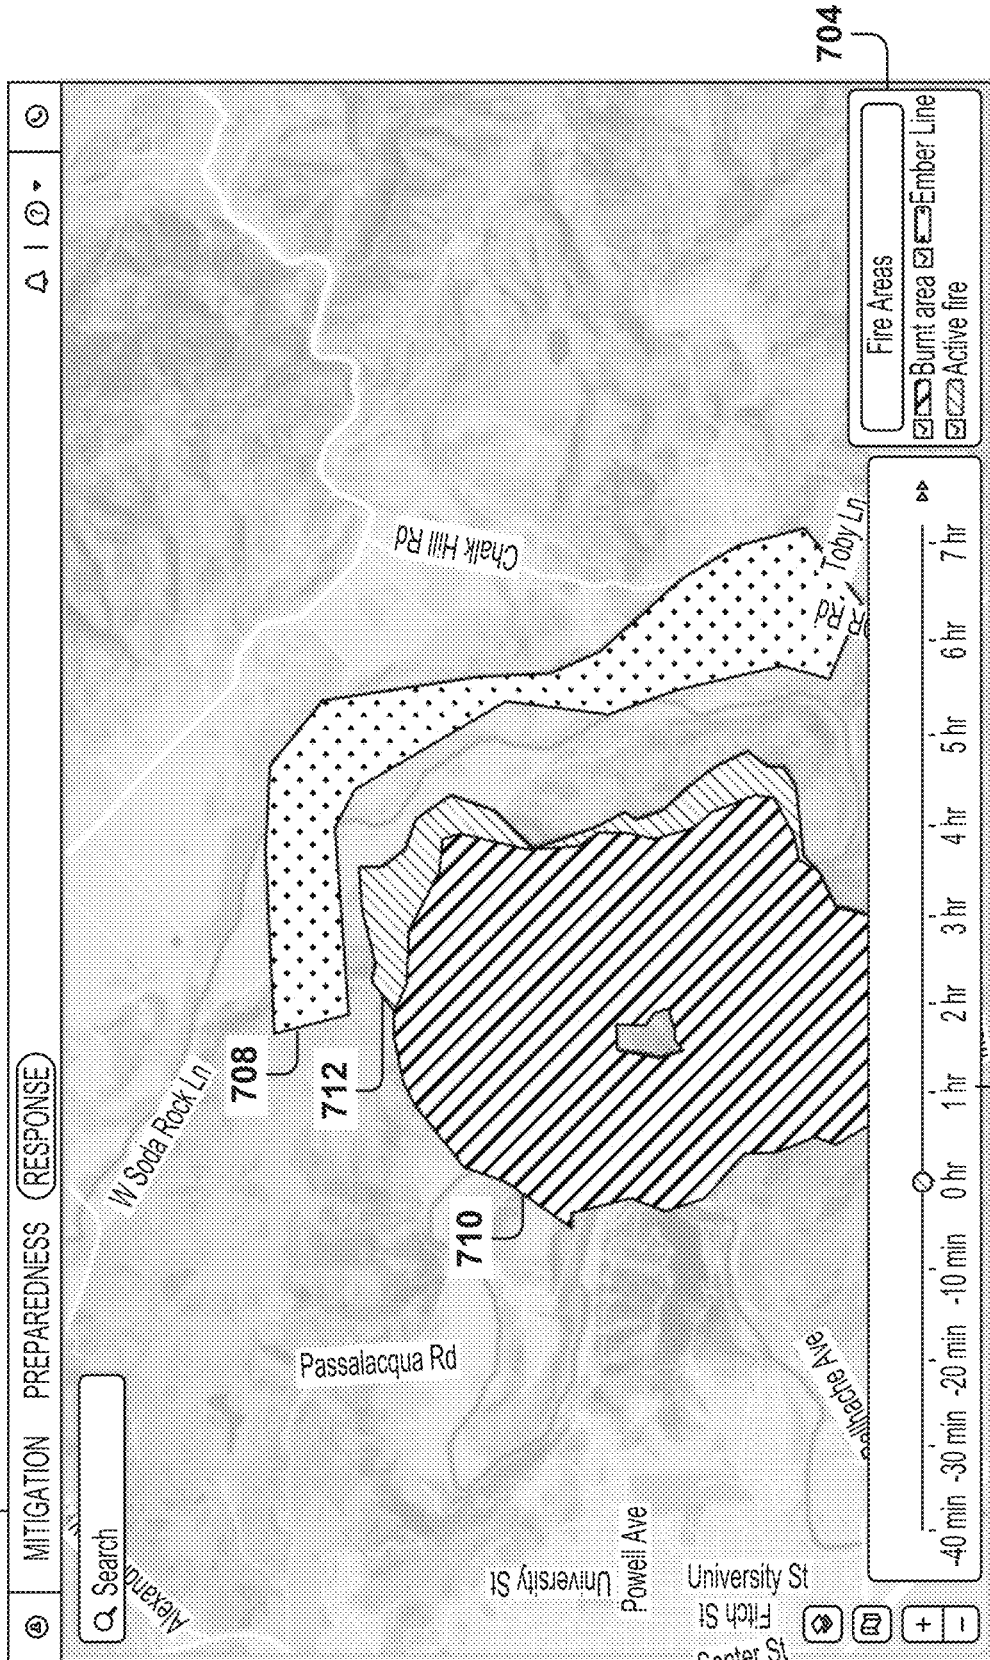 MITIGATION PREPAREDNESS RESPONSE
Search
W Soda Rock Ln
708
712
710
Passalacqua Rd
Chalk Hill Rd
Toby Ln
Rd
University St
Powell Ave
University St
Fitch St
704
Fire Areas
Burnt area Ember Line
Active fire
-40 min -30 min -20 min -10 min 0 hr 1 hr 2 hr 3 hr 4 hr 5 hr 6 hr 7 hr